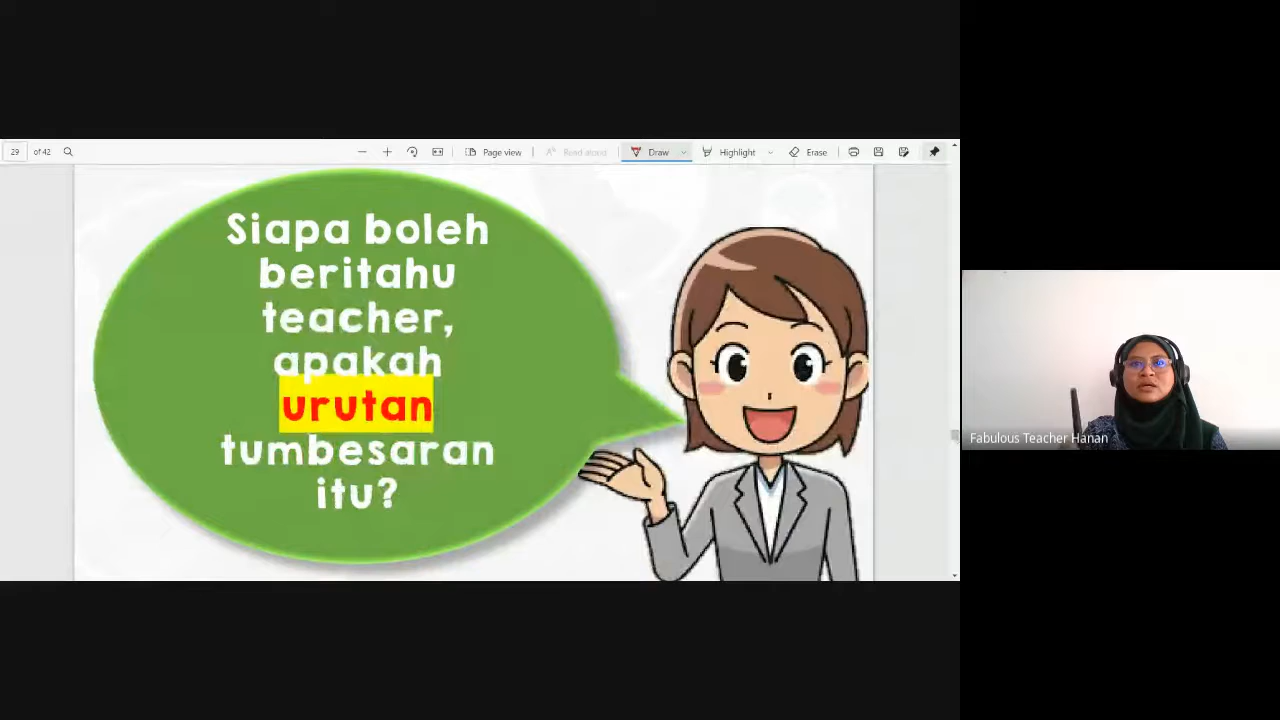 29 of 42
Page view
Read aloud
Draw
Highlight
Erase
Siapa boleh
beritahu
teacher,
apakah
urutan
tumbesaran
itu?
Fabulous Teacher Hanan